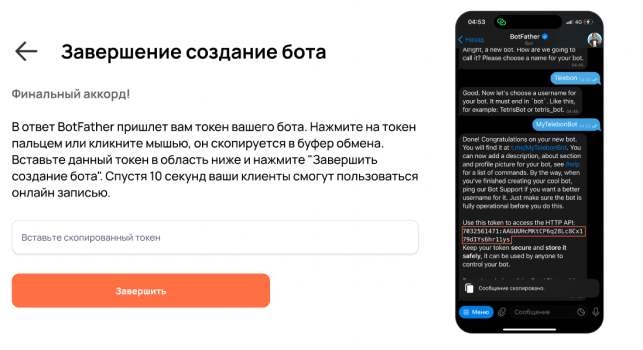 Завершение создание бота
Финальный аккорд!
В ответ BotFather пришлет вам токен вашего бота. Нажмите на токен
пальцем или кликните мышью, он скопируется в буфер обмена.
Вставьте данный токен в область ниже и нажмите "Завершить
создание бота". Спустя 10 секунд ваши клиенты смогут пользоваться
онлайн записью.
Вставьте скопированный токен
Завершить
04:53
4G
Назад
BotFather
Бот
Alright, a new bot. How are we going to
call it? Please choose a name for your bot.
Telebon
Good. Now let's choose a username for
your bot. It must end in `bot`. Like this,
for example: TetrisBot or tetris_bot.
MyTelebonBot
Done! Congratulations on your new bot.
You will find it at t.me/MyTelebonBot. You
can now add a description, about section
and profile picture for your bot, see /help
for a list of commands. By the way, when
you've finished creating your cool bot,
ping our Bot Support if you want a better
username for it. Just make sure the bot is
fully operational before you do this.
Use this token to access the HTTP API:
Keep your token secure and store it
safely, it can be used by anyone to
control your bot.
Сообщение скопировано.
Меню
Сообщение